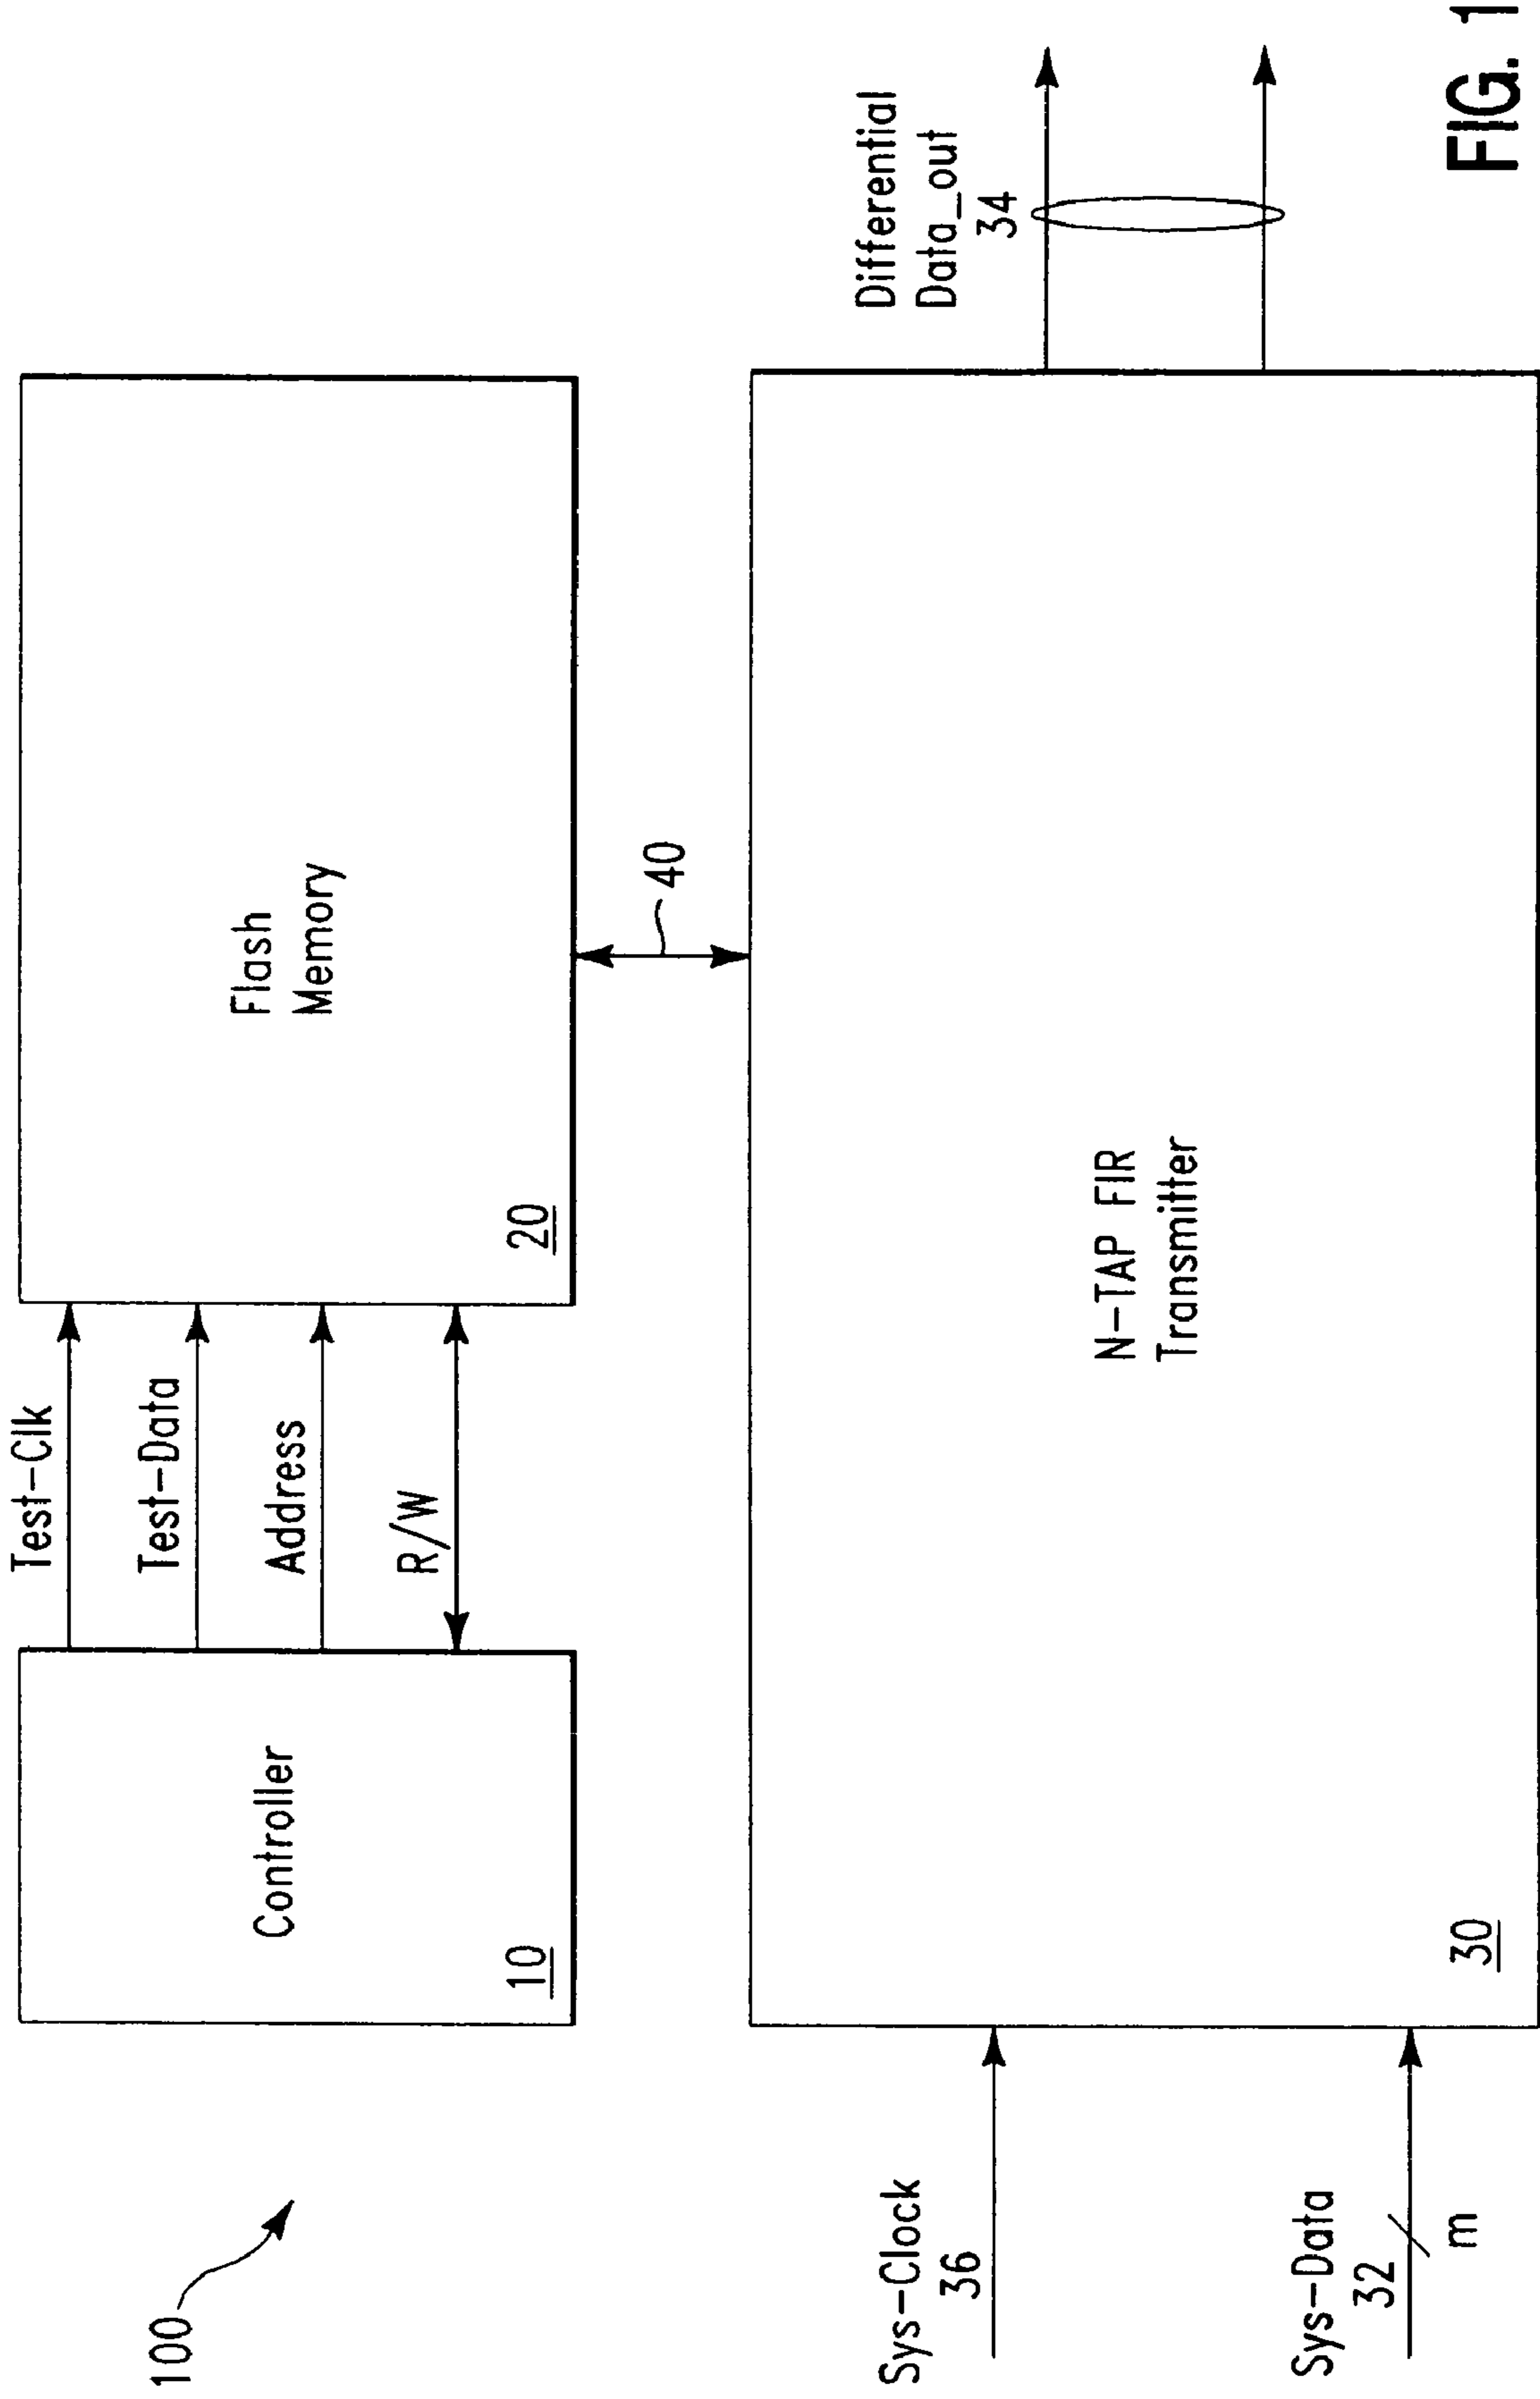 100
Test-Clk
Test-Data
Address
R/W
Controller
10
Flash
Memory
20
40
Sys-Clock
36
Sys-Data
32
m
N-TAP FIR
Transmitter
30
Differential
Data_out
34
FIG. 1